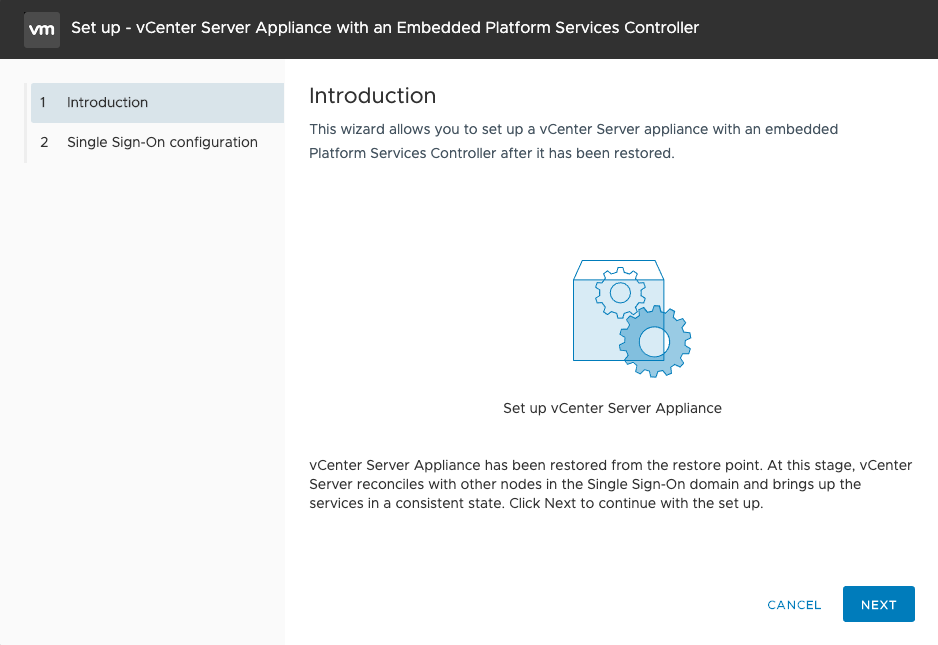 vm Set up - vCenter Server Appliance with an Embedded Platform Services Controller
1 Introduction
2 Single Sign-On configuration
Introduction
This wizard allows you to set up a vCenter Server appliance with an embedded
Platform Services Controller after it has been restored.
Set up vCenter Server Appliance
vCenter Server Appliance has been restored from the restore point. At this stage, vCenter
Server reconciles with other nodes in the Single Sign-On domain and brings up the
services in a consistent state. Click Next to continue with the set up.
CANCEL NEXT